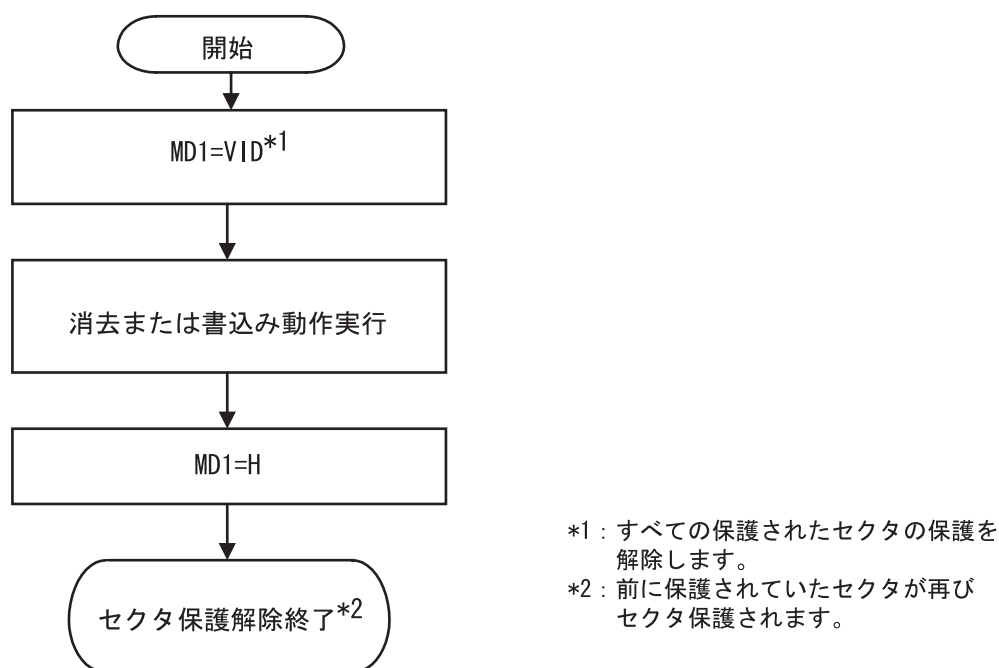 開始
MD1=VID*1
消去または書込み動作実行
MD1=H
セクタ保護解除終了*2
*1：すべての保護されたセクタの保護を
解除します。
*2：前に保護されていたセクタが再び
セクタ保護されます。